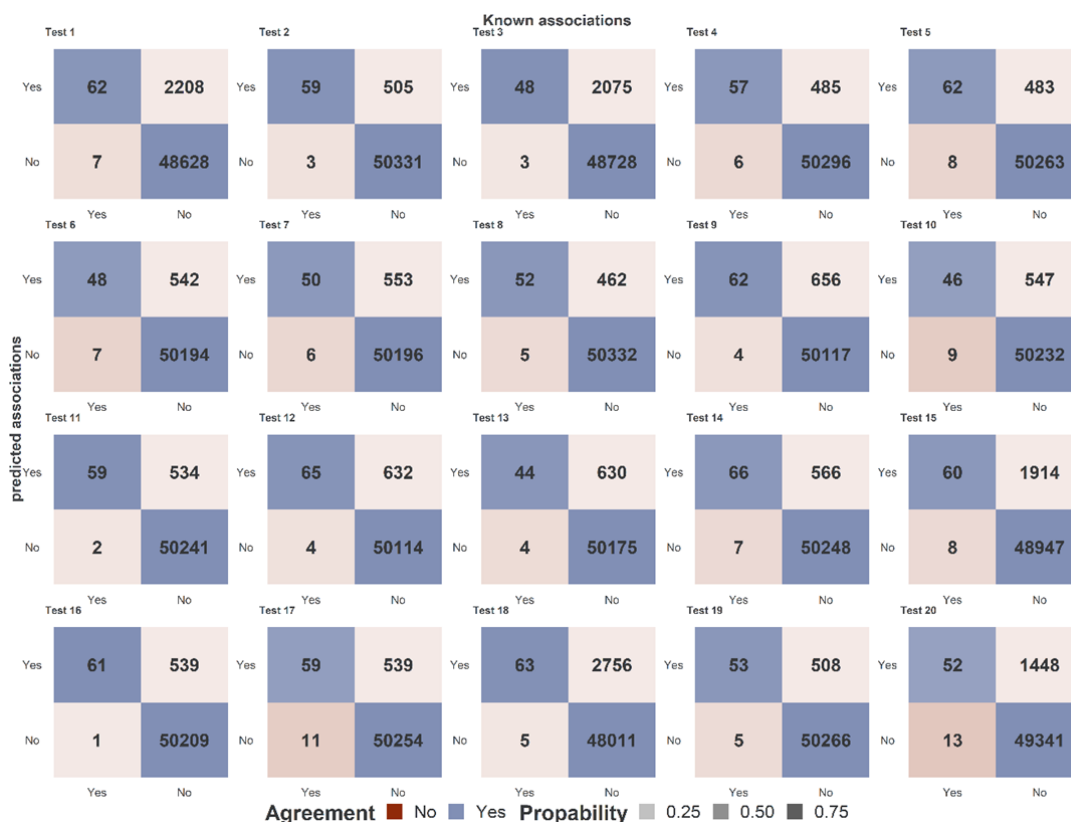 Known associations
Test 1 Test 2 Test 3 Test 4 Test 5
Yes 62 2208 Yes 59 505 Yes 48 2075 Yes 57 485 Yes 62 483
No 7 48628 No 3 50331 No 3 48728 No 6 50296 No 8 50263
Yes No Yes No Yes No Yes No Yes No
Test 6 Test 7 Test 8 Test 9 Test 10
Yes 48 542 Yes 50 553 Yes 52 462 Yes 62 656 Yes 46 547
No 7 50194 No 6 50196 No 5 50332 No 4 50117 No 9 50232
Yes No Yes No Yes No Yes No Yes No
predicted associations
Test 11 Test 12 Test 13 Test 14 Test 15
Yes 59 534 Yes 65 632 Yes 44 630 Yes 66 566 Yes 60 1914
No 2 50241 No 4 50114 No 4 50175 No 7 50248 No 8 48947
Yes No Yes No Yes No Yes No Yes No
Test 16 Test 17 Test 18 Test 19 Test 20
Yes 61 539 Yes 59 539 Yes 63 2756 Yes 53 508 Yes 52 1448
No 1 50209 No 11 50254 No 5 48011 No 5 50266 No 13 49341
Yes No Yes No Yes No Yes No Yes No
Agreement No Yes Propability 0.25 0.50 0.75